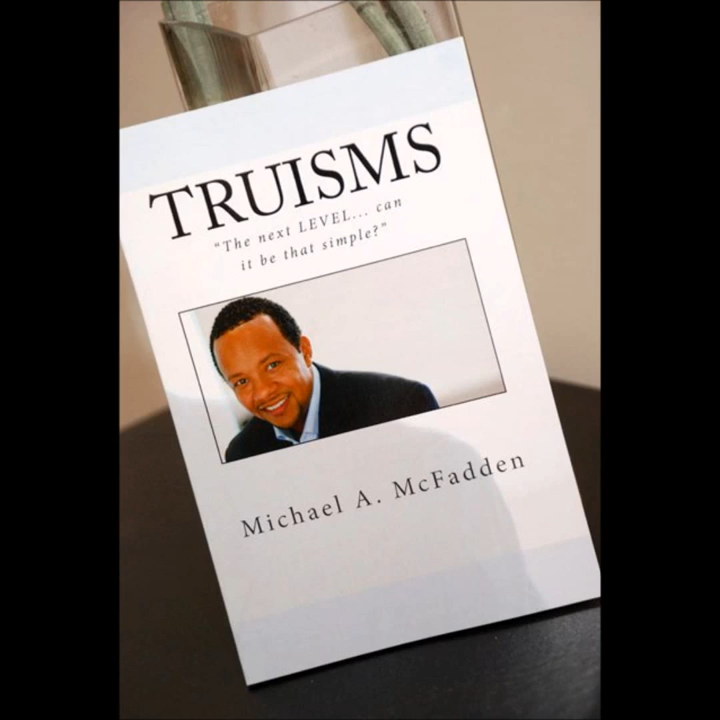 TRUISMS
“The next LEVEL... can
it be that simple?”
Michael A. McFadden